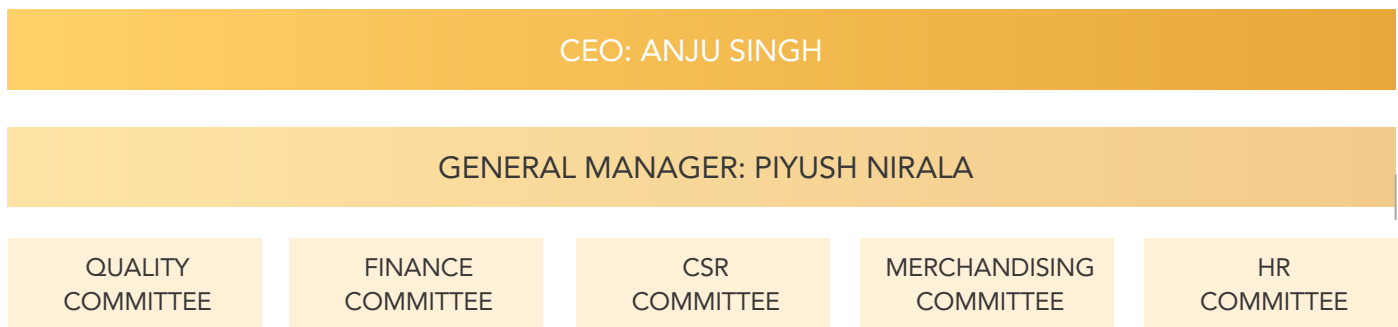 CEO: ANJU SINGH
GENERAL MANAGER: PIYUSH NIRALA
QUALITY
COMMITTEE
FINANCE
COMMITTEE
CSR
COMMITTEE
MERCHANDISING
COMMITTEE
HR
COMMITTEE